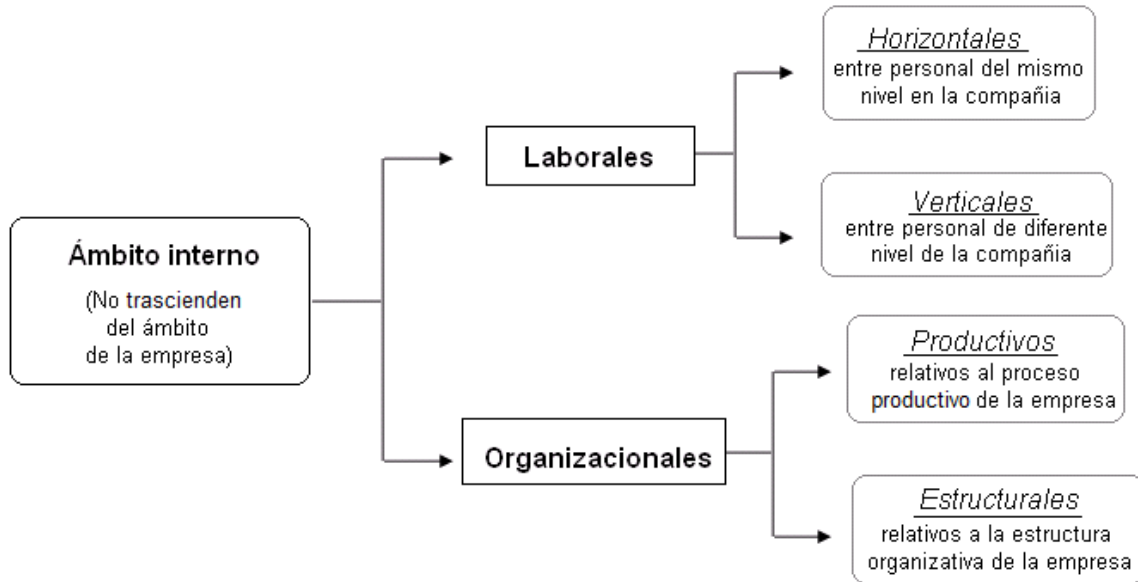 Ámbito interno
(No trascienden
del ámbito
de la empresa)
Laborales
Horizontales
entre personal del mismo
nivel en la compañia
Verticales
entre personal de diferente
nivel de la compañia
Organizacionales
Productivos
relativos al proceso
productivo de la empresa
Estructurales
relativos a la estructura
organizativa de la empresa